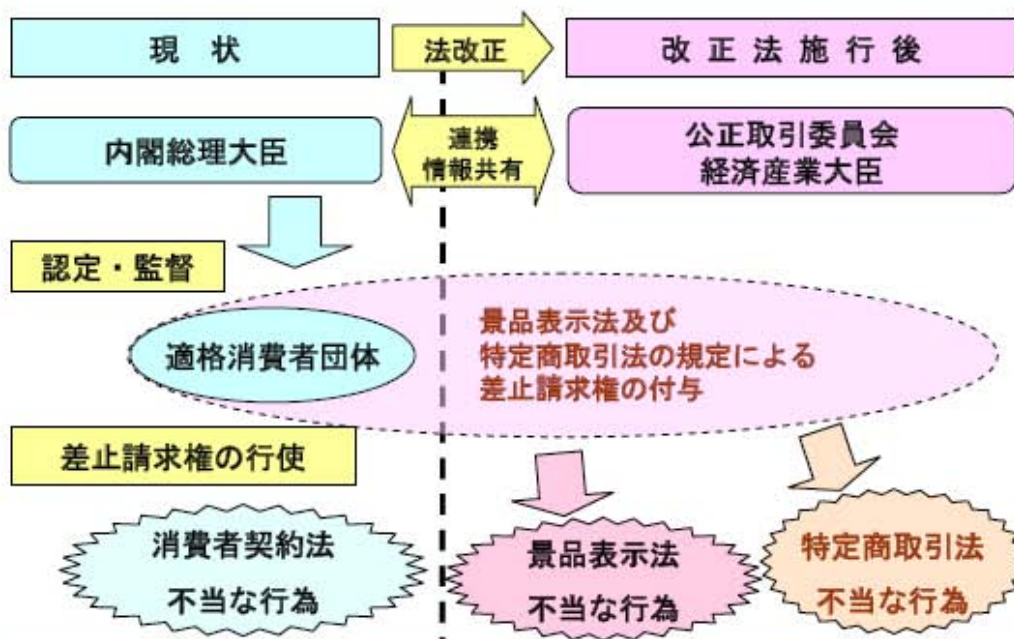 現 状
法改正
改 正 法 施 行 後
内閣総理大臣
連携
情報共有
公正取引委員会
経済産業大臣
認定・監督
適格消費者団体
景品表示法及び
特定商取引法の規定による
差止請求権の付与
差止請求権の行使
消費者契約法
不当な行為
景品表示法
不当な行為
特定商取引法
不当な行為